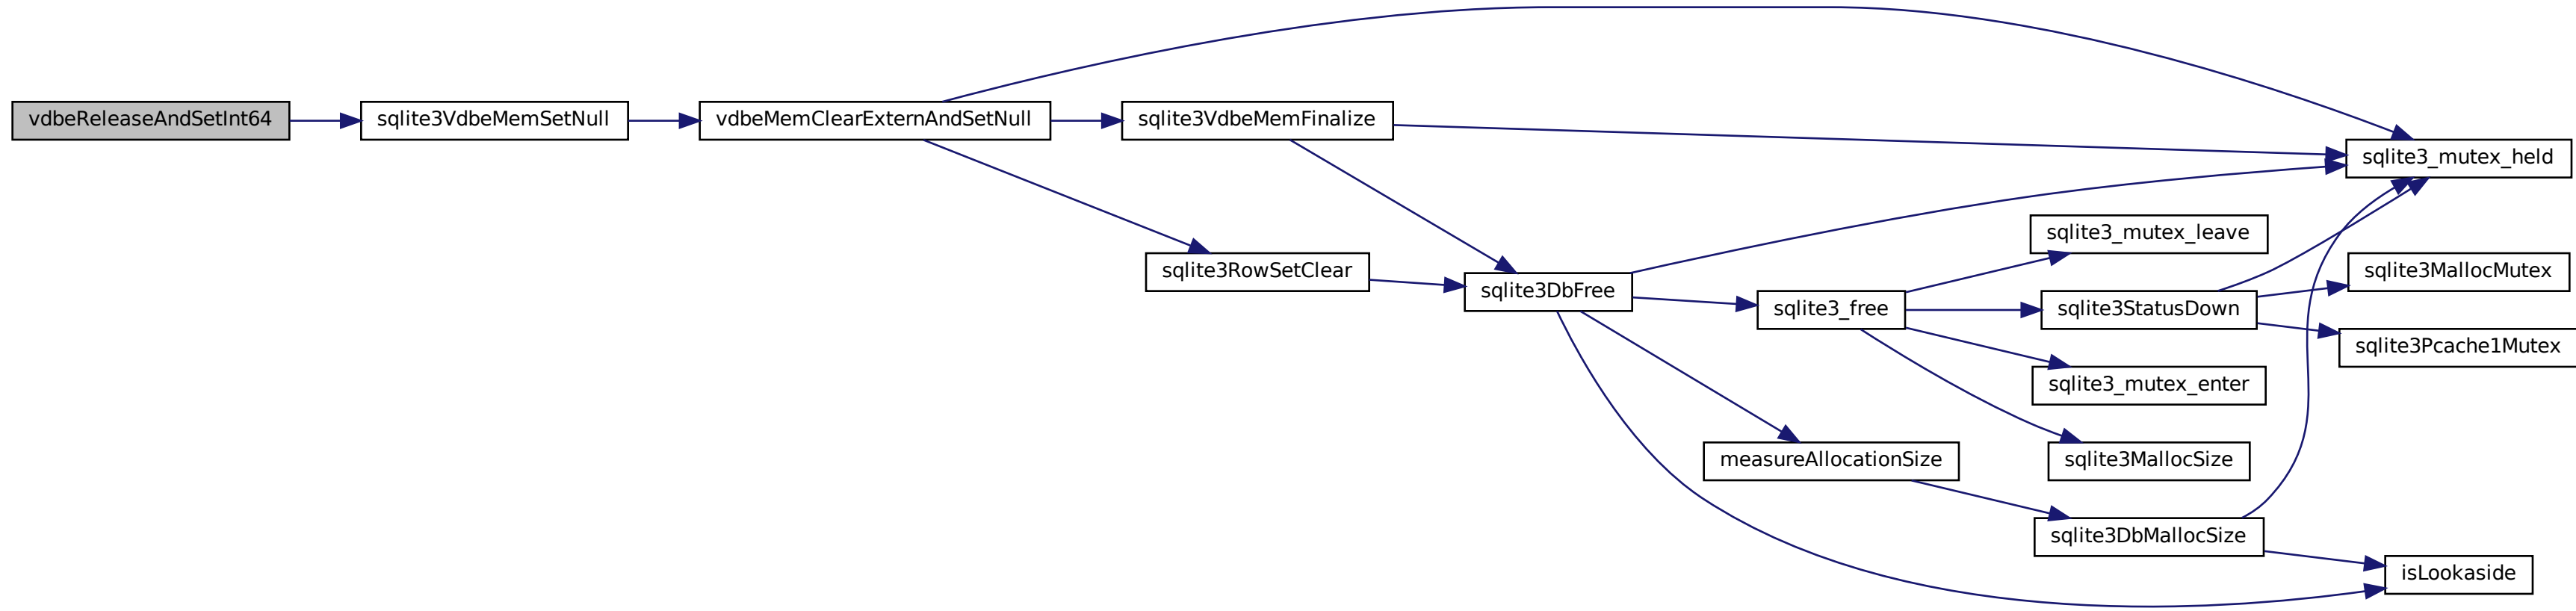 vdbeReleaseAndSetInt64
sqlite3VdbeMemSetNull
vdbeMemClearExternAndSetNull
sqlite3VdbeMemFinalize
sqlite3_mutex_held
sqlite3RowSetClear
sqlite3DbFree
sqlite3_free
sqlite3_mutex_leave
sqlite3StatusDown
sqlite3MallocMutex
sqlite3Pcache1Mutex
sqlite3_mutex_enter
sqlite3MallocSize
measureAllocationSize
sqlite3DbMallocSize
isLookaside